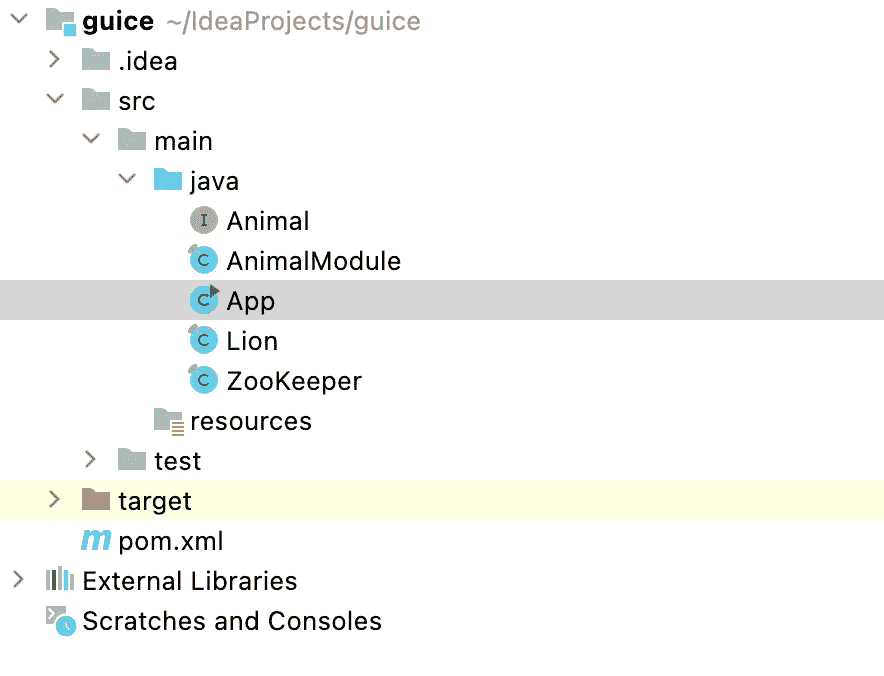 guice ~/IdeaProjects/guice
.idea
src
main
java
I Animal
C AnimalModule
C App
C Lion
C ZooKeeper
resources
test
target
m pom.xml
External Libraries
Scratches and Consoles